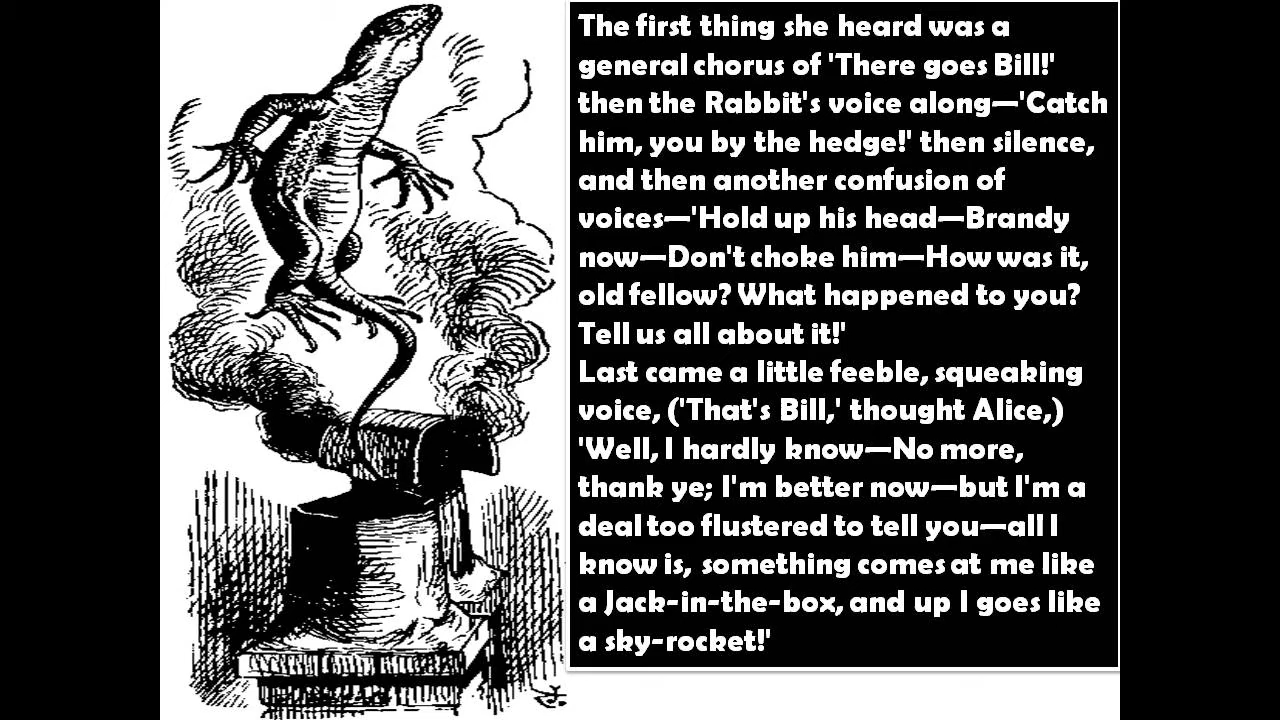 The first thing she heard was a
general chorus of 'There goes Bill!'
then the Rabbit's voice along—'Catch
him, you by the hedge!' then silence,
and then another confusion of
voices—'Hold up his head—Brandy
now—Don't choke him—How was it,
old fellow? What happened to you?
Tell us all about it!'
Last came a little feeble, squeaking
voice, ('That's Bill,' thought Alice,)
'Well, I hardly know—No more,
thank ye; I'm better now—but I'm a
deal too flustered to tell you—all I
know is, something comes at me like
a Jack-in-the-box, and up I goes like
a sky-rocket!'